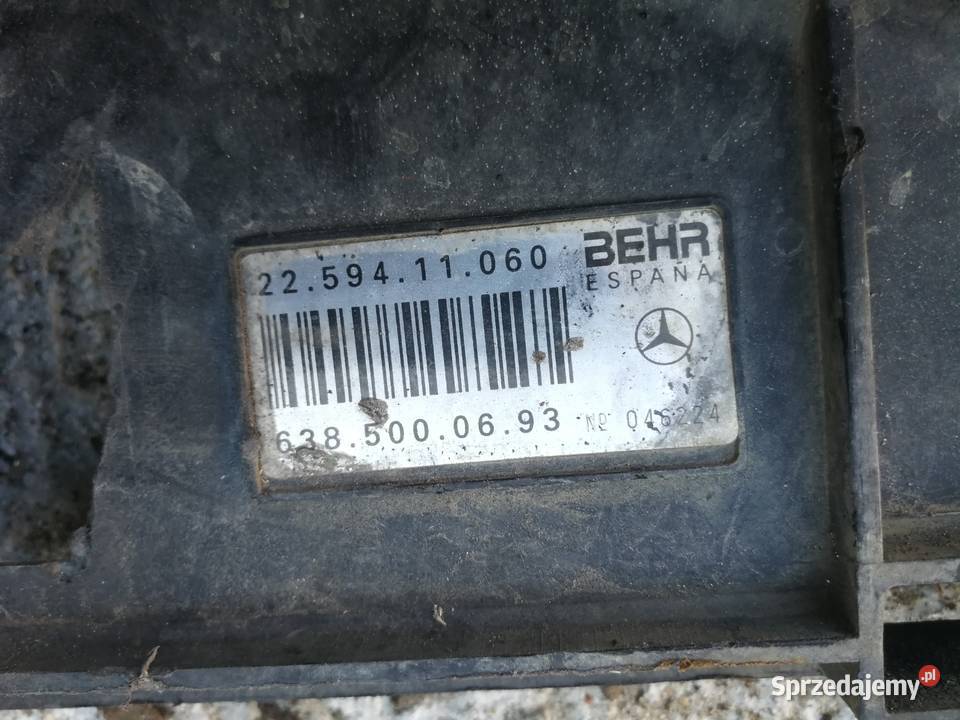 22.594.11.060
BEHR
ESPAÑA
638.500.06.93
Nº 046224
Sprzedajemy.pl